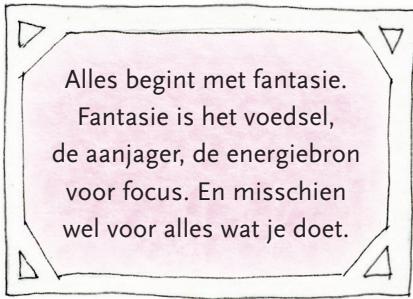 Alles begint met fantasie.
Fantasie is het voedsel,
de aanjager, de energiebron
voor focus. En misschien
wel voor alles wat je doet.